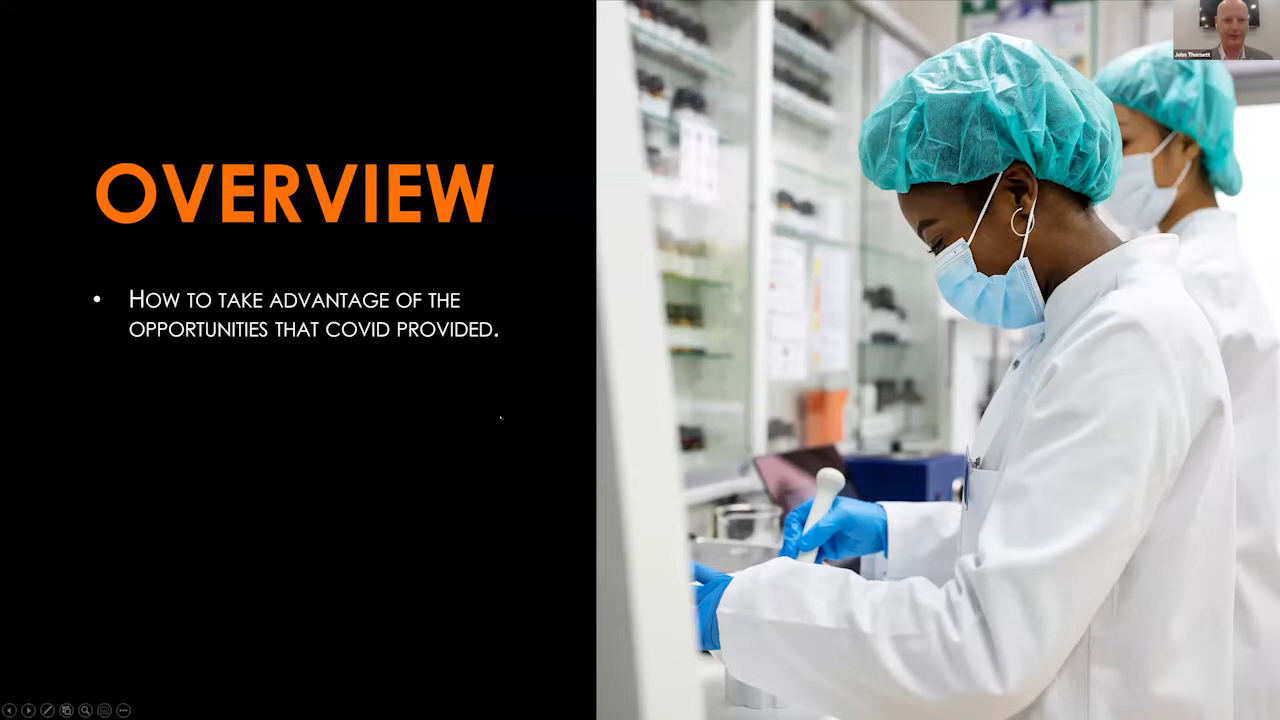 OVERVIEW
• HOW TO TAKE ADVANTAGE OF THE
OPPORTUNITIES THAT COVID PROVIDED.
John Thornett